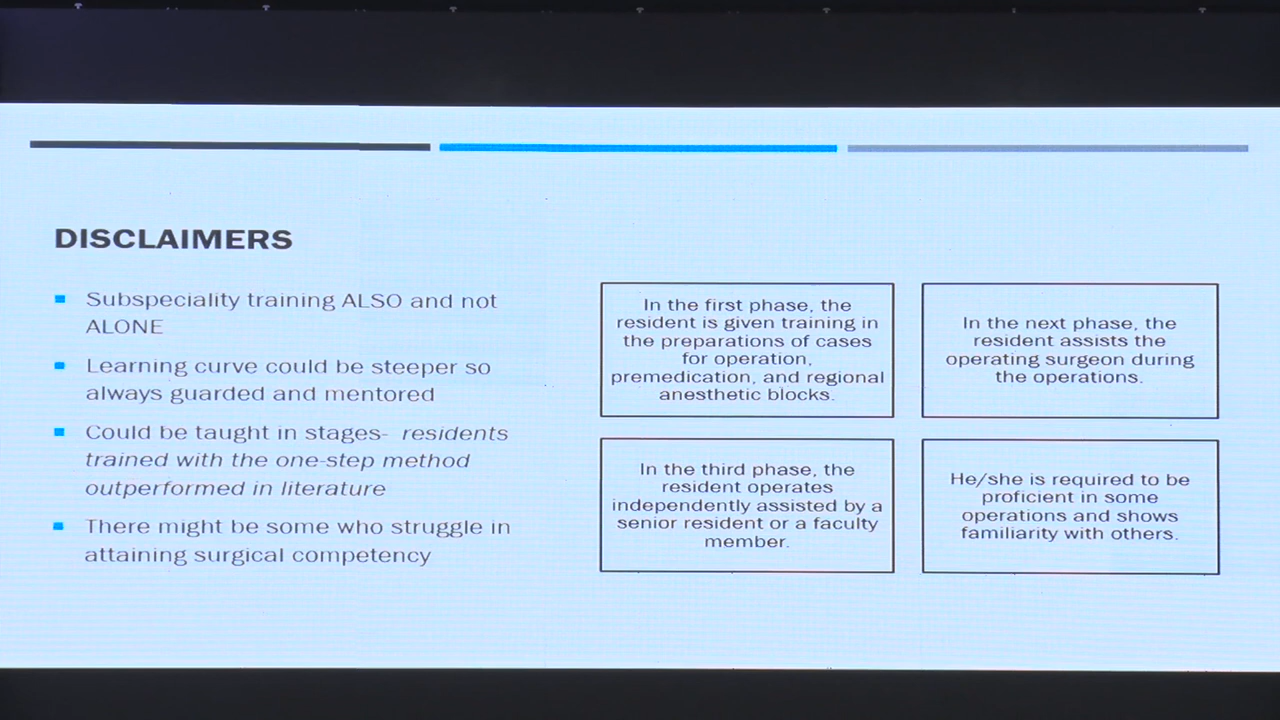 DISCLAIMERS
Subspeciality training ALSO and not
ALONE
Learning curve could be steeper so
always guarded and mentored
Could be taught in stages- residents
trained with the one-step method
outperformed in literature
There might be some who struggle in
attaining surgical competency
In the first phase, the
resident is given training in
the preparations of cases
for operation,
premedication, and regional
anesthetic blocks.
In the next phase, the
resident assists the
operating surgeon during
the operations.
In the third phase, the
resident operates
independently assisted by a
senior resident or a faculty
member.
He/she is required to be
proficient in some
operations and shows
familiarity with others.